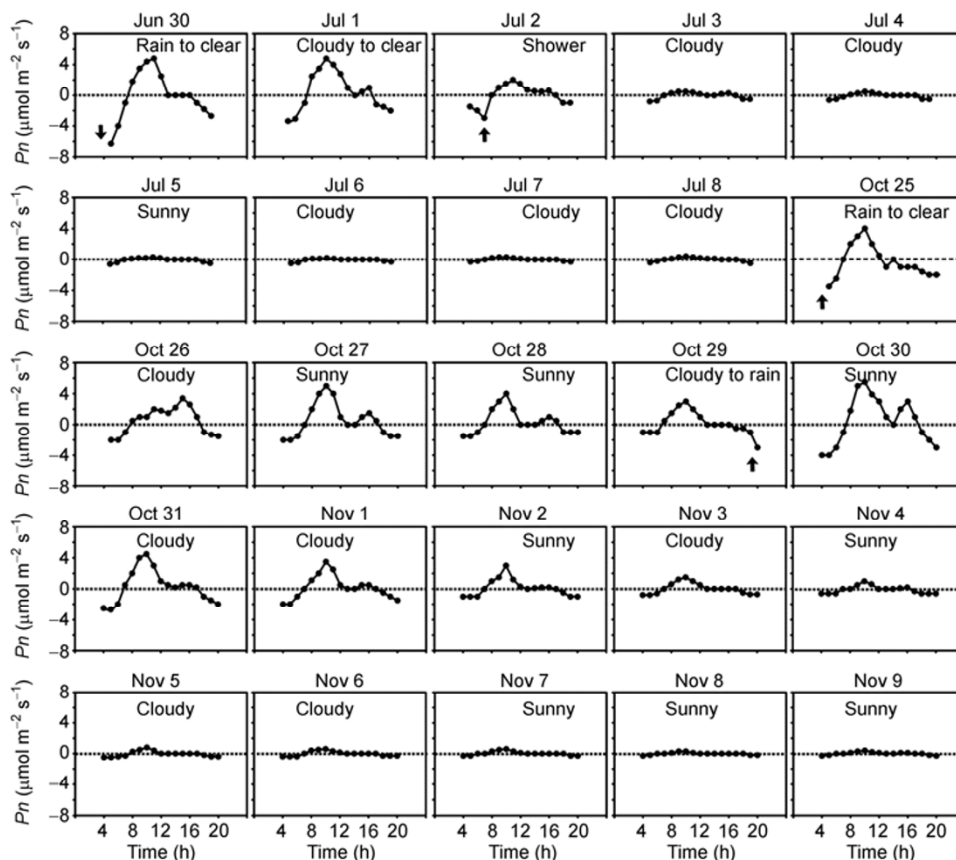 Jun 30 Jul 1 Jul 2 Jul 3 Jul 4
8 Rain to clear Cloudy to clear Shower Cloudy Cloudy
4
0
−4
−8
Pn (μmol m−2 s−1)
Jul 5 Jul 6 Jul 7 Jul 8 Oct 25
8 Sunny Cloudy Cloudy Cloudy Rain to clear
4
0
−4
−8
Pn (μmol m−2 s−1)
Oct 26 Oct 27 Oct 28 Oct 29 Oct 30
8 Cloudy Sunny Sunny Cloudy to rain Sunny
4
0
−4
−8
Pn (μmol m−2 s−1)
Oct 31 Nov 1 Nov 2 Nov 3 Nov 4
8 Cloudy Cloudy Sunny Cloudy Sunny
4
0
−4
−8
Pn (μmol m−2 s−1)
Nov 5 Nov 6 Nov 7 Nov 8 Nov 9
8 Cloudy Cloudy Sunny Sunny Sunny
4
0
−4
−8
Pn (μmol m−2 s−1)
4 8 12 16 20 4 8 12 16 20 4 8 12 16 20 4 8 12 16 20 4 8 12 16 20
Time (h) Time (h) Time (h) Time (h) Time (h)